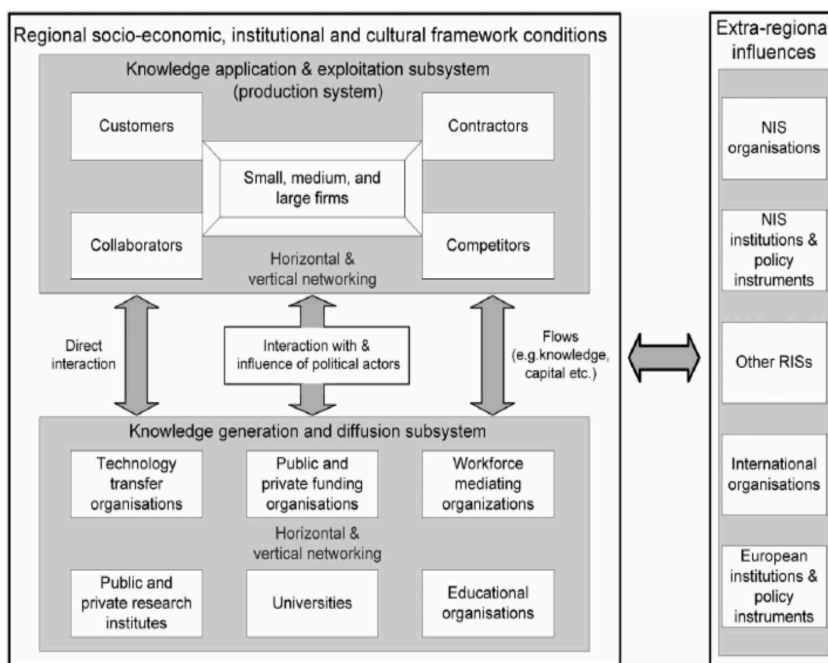 Regional socio-economic, institutional and cultural framework conditions
Knowledge application & exploitation subsystem
(production system)
Customers
Contractors
Small, medium, and
large firms
Collaborators
Competitors
Horizontal &
vertical networking
Direct
interaction
Interaction with &
influence of political actors
Flows
(e.g.knowledge,
capital etc.)
Knowledge generation and diffusion subsystem
Technology
transfer
organisations
Public and
private funding
organisations
Workforce
mediating
organizations
Horizontal &
vertical networking
Public and
private research
institutes
Universities
Educational
organisations
Extra-regional
influences
NIS
organisations
NIS
institutions &
policy
instruments
Other RISs
International
organisations
European
institutions &
policy
instruments